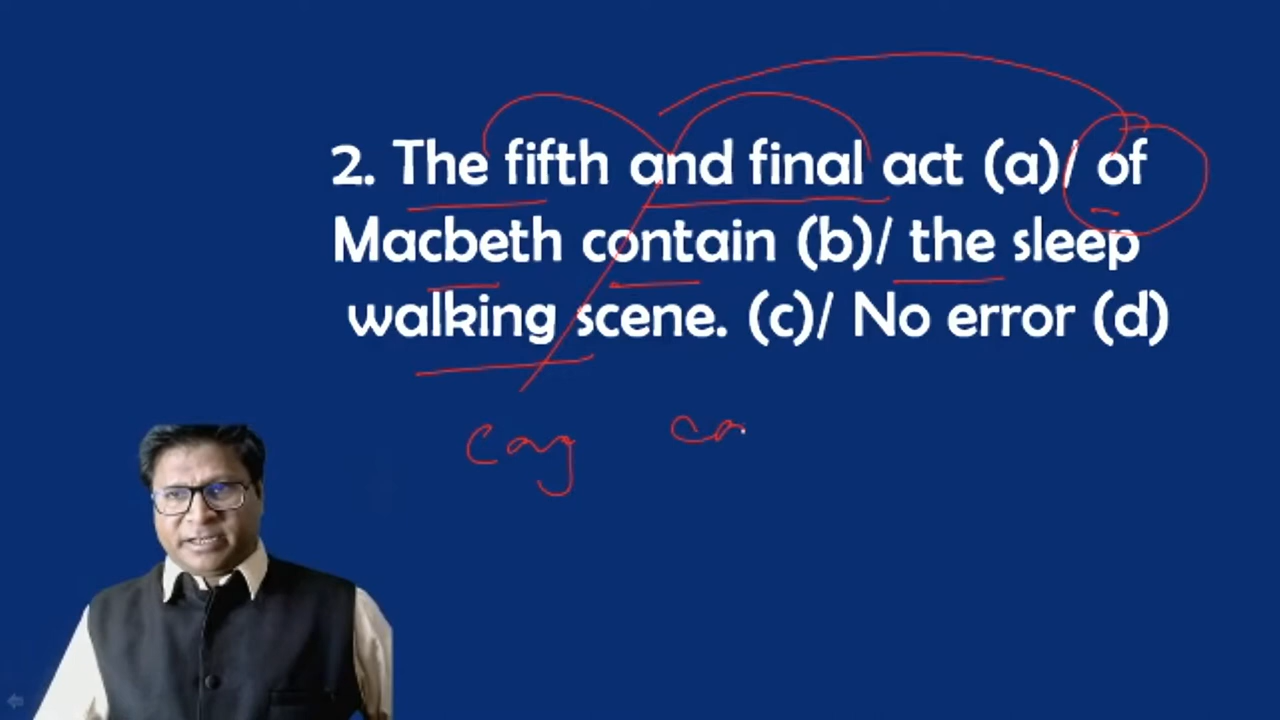 2. The fifth and final act (a)/ of
Macbeth contain (b)/ the sleep
walking scene. (c)/ No error (d)